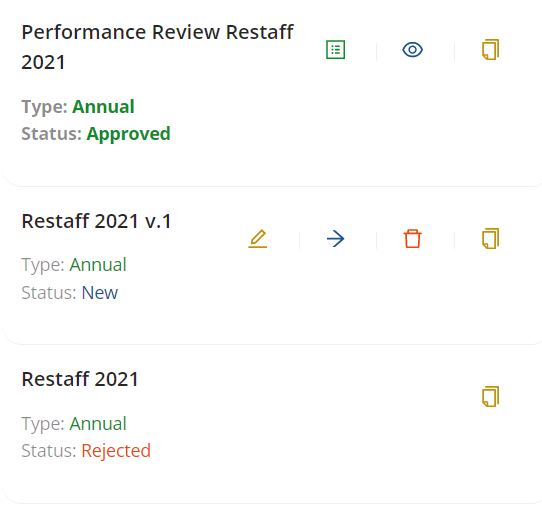 Performance Review Restaff
2021
Type: Annual
Status: Approved
Restaff 2021 v.1
Type: Annual
Status: New
Restaff 2021
Type: Annual
Status: Rejected